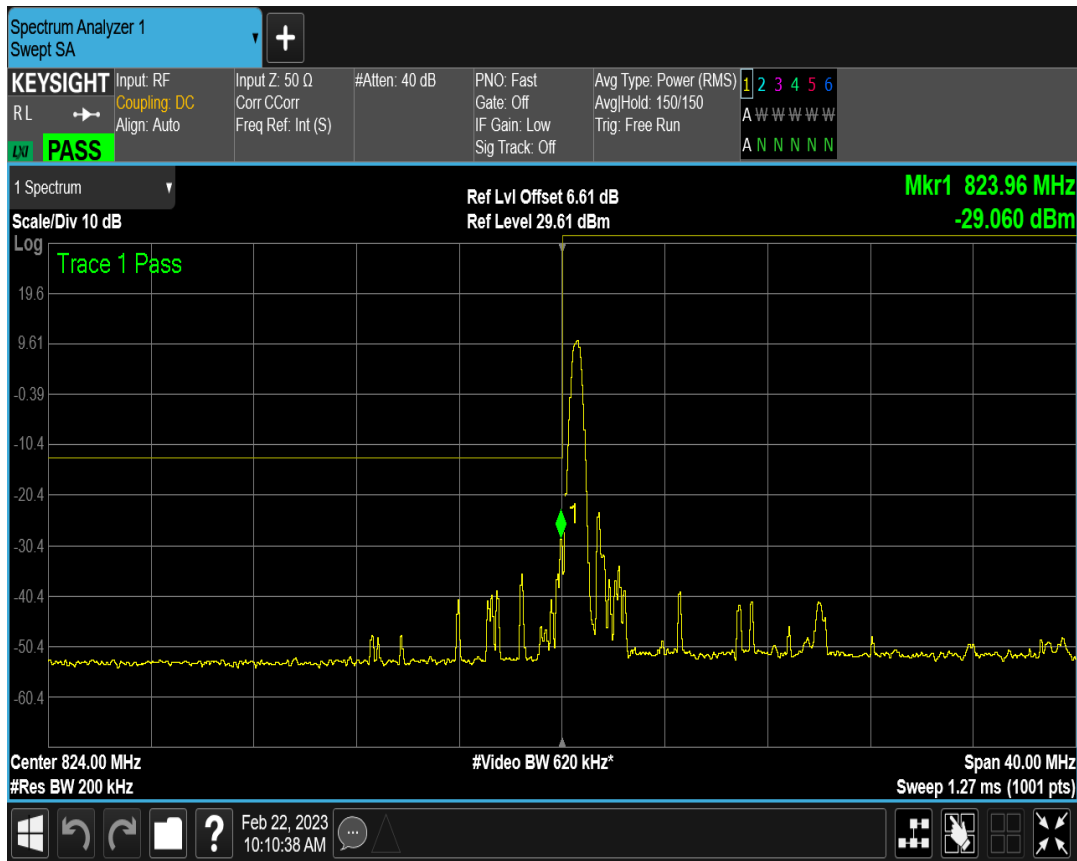 Spectrum Analyzer 1
Swept SA
+
KEYSIGHT
R L
LXI PASS
Input: RF
Coupling: DC
Align: Auto
Input Z: 50 Ω
Corr CCorr
Freq Ref: Int (S)
#Atten: 40 dB
PNO: Fast
Gate: Off
IF Gain: Low
Sig Track: Off
Avg Type: Power (RMS)
Avg|Hold: 150/150
Trig: Free Run
1 2 3 4 5 6
A W W W W W
A N N N N N
1 Spectrum
Scale/Div 10 dB
Ref Lvl Offset 6.61 dB
Ref Level 29.61 dBm
Mkr1 823.96 MHz
-29.060 dBm
Log
Trace 1 Pass
19.6
9.61
-0.39
-10.4
-20.4
1
-30.4
-40.4
-50.4
-60.4
Center 824.00 MHz
#Video BW 620 kHz*
Span 40.00 MHz
#Res BW 200 kHz
Sweep 1.27 ms (1001 pts)
?
Feb 22, 2023
10:10:38 AM